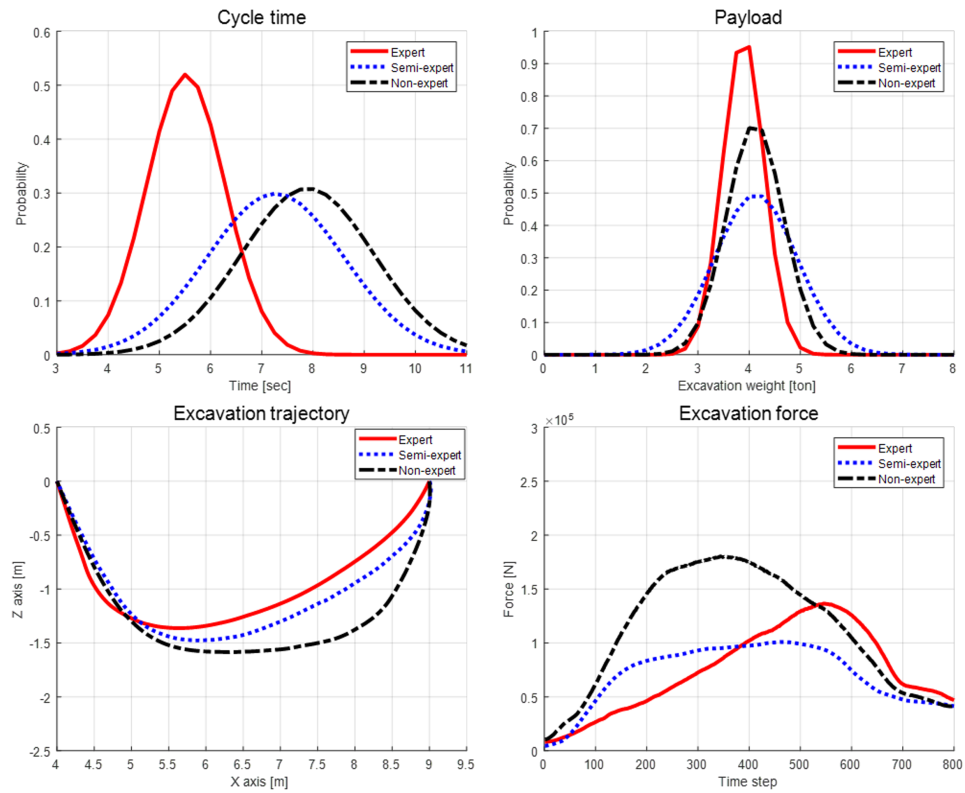 Cycle time
0.6
0.5
0.4
0.3
0.2
0.1
0
Probability
Expert
Semi-expert
Non-expert
3 4 5 6 7 8 9 10 11
Time [sec]
Payload
1
0.9
0.8
0.7
0.6
0.5
0.4
0.3
0.2
0.1
0
Probability
Expert
Semi-expert
Non-expert
0 1 2 3 4 5 6 7 8
Excavation weight [ton]
Excavation trajectory
0.5
0
-0.5
-1
-1.5
-2
-2.5
Z axis [m]
Expert
Semi-expert
Non-expert
4 4.5 5 5.5 6 6.5 7 7.5 8 8.5 9 9.5
X axis [m]
Excavation force
×10⁵
3
2.5
2
1.5
1
0.5
0
Force [N]
Expert
Semi-expert
Non-expert
0 100 200 300 400 500 600 700 800
Time step